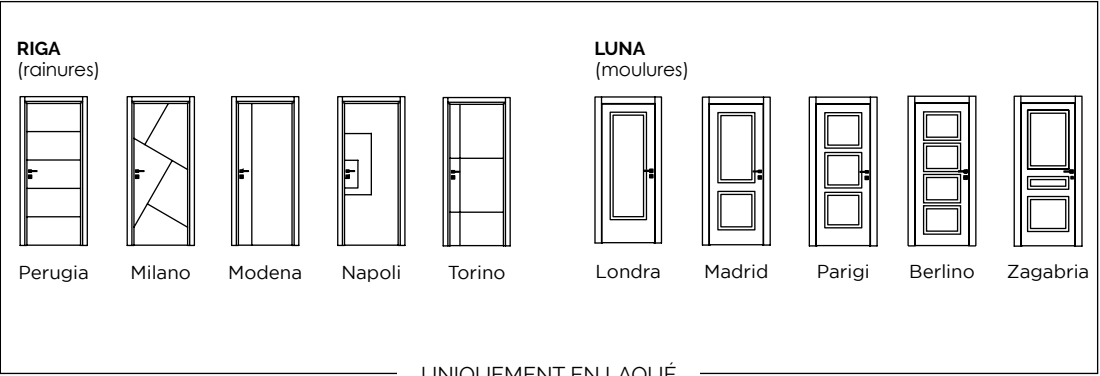 RIGA
(rainures)
LUNA
(moulures)
Perugia Milano Modena Napoli Torino Londra Madrid Parigi Berlino Zagabria
UNIQUEMENT EN LAQUÉ